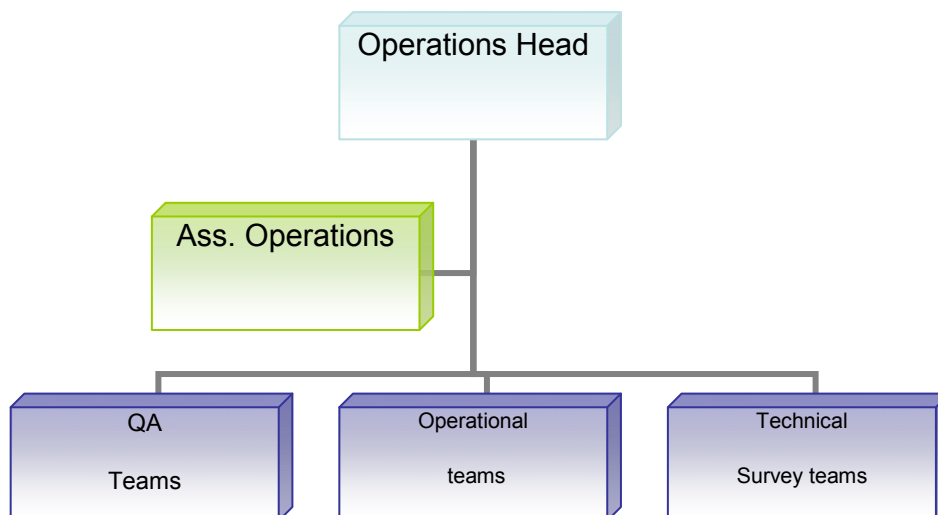 Operations Head
Ass. Operations
QA
Teams
Operational
teams
Technical
Survey teams